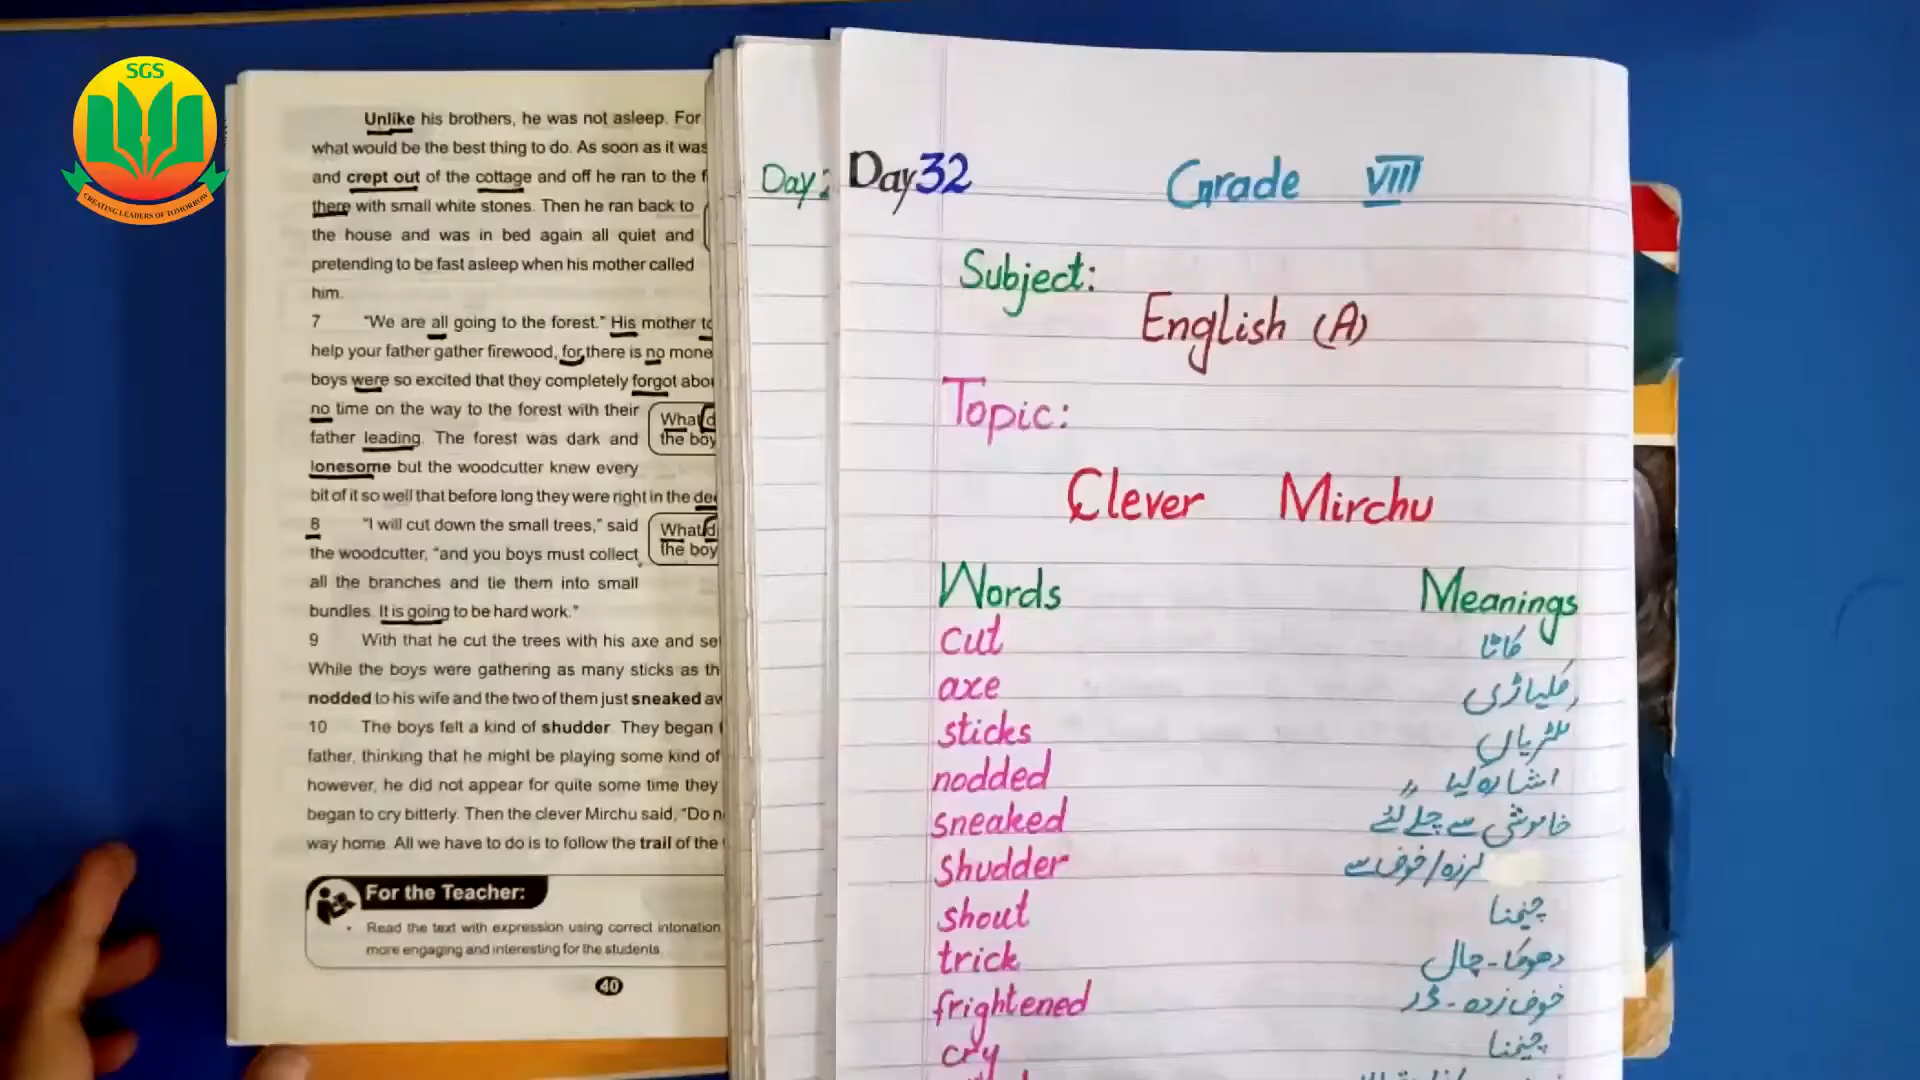 SGS
CREATING LEADERS OF TOMORROW
Unlike his brothers, he was not asleep. For
what would be the best thing to do. As soon as it was
and crept out of the cottage and off he ran to the f
there with small white stones. Then he ran back to
the house and was in bed again all quiet and
pretending to be fast asleep when his mother called
him.
7 "We are all going to the forest." His mother to
help your father gather firewood, for there is no mone
boys were so excited that they completely forgot abo
no time on the way to the forest with their
father leading. The forest was dark and
lonesome but the woodcutter knew every
bit of it so well that before long they were right in the dee
What d
the boy
8 "I will cut down the small trees," said
the woodcutter, "and you boys must collect
all the branches and tie them into small
bundles. It is going to be hard work."
What d
the boy
9 With that he cut the trees with his axe and se
While the boys were gathering as many sticks as th
nodded to his wife and the two of them just sneaked aw
10 The boys felt a kind of shudder. They began
father, thinking that he might be playing some kind of
however, he did not appear for quite some time they
began to cry bitterly. Then the clever Mirchu said, "Do n
way home. All we have to do is to follow the trail of the
For the Teacher:
• Read the text with expression using correct intonation
more engaging and interesting for the students.
40
Day
Day 32 Grade VIII
Subject:
English (A)
Topic:
Clever Mirchu
Words Meanings
cut کاٹا
axe کلہاڑی
sticks لکڑیاں
nodded اشارہ کیا
sneaked خاموشی سے چلے گئے
shudder لرزہ/خوف سے
shout چیخنا
trick دھوکا - چال
frightened خوف زدہ - ڈر
cry چیخنا